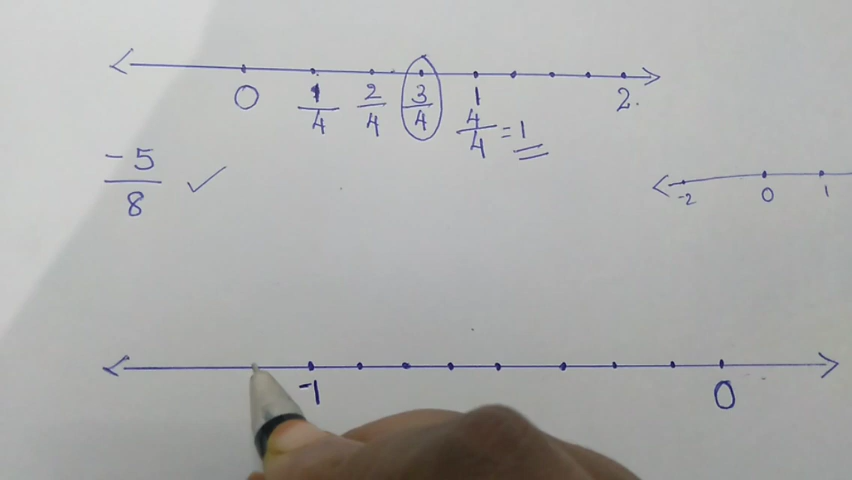 0 1/4 2/4 3/4 1 2.
4/4 = 1
-5/8 ✓
-2 0 1
-1 0